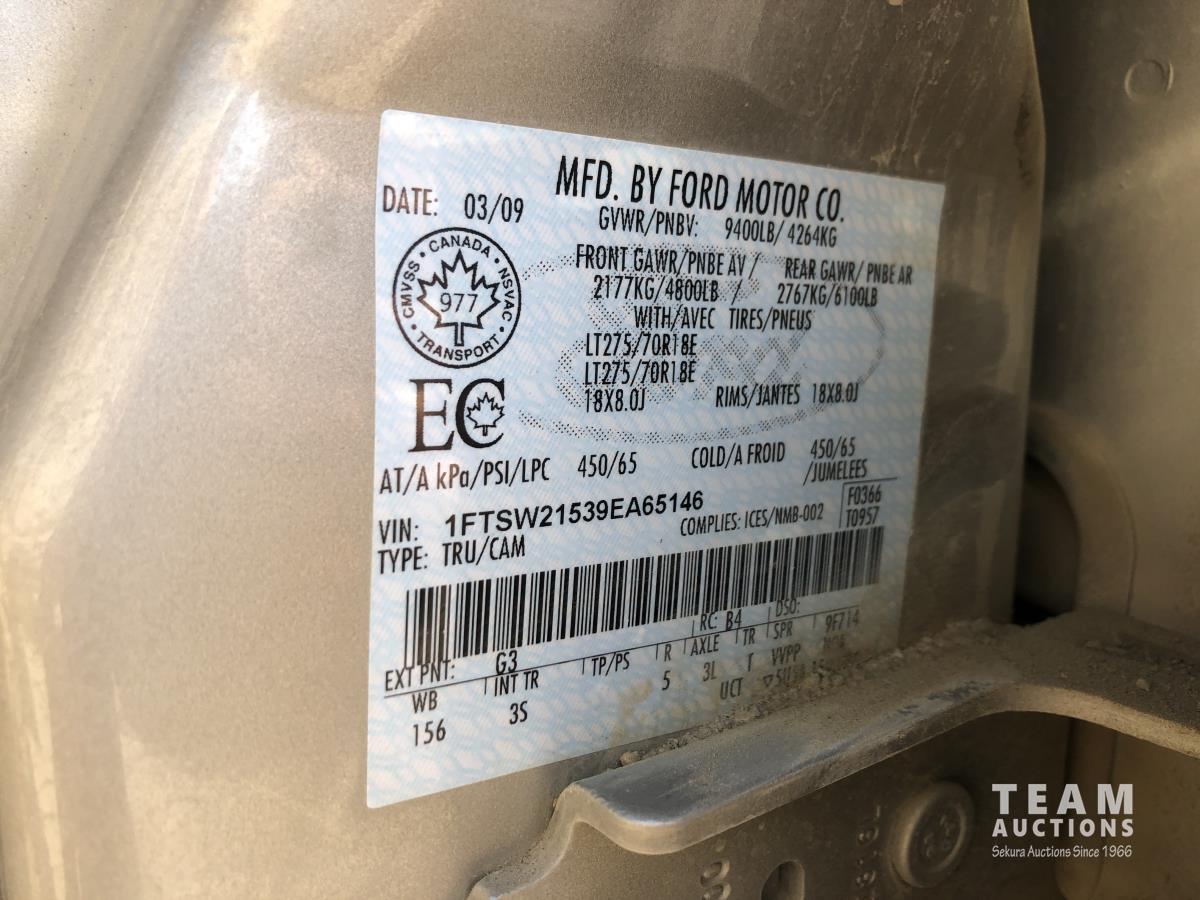 MFD. BY FORD MOTOR CO.
DATE: 03/09
GVWR/PNBV: 9400LB/ 4264KG
FRONT GAWR/PNBE AV / REAR GAWR/ PNBE AR
2177KG/4800LB / 2767KG/6100LB
WITH/AVEC TIRES/PNEUS
LT275/70R18E
LT275/70R18E
18X8.0J RIMS/JANTES 18X8.0J
CMVSS • CANADA • NSVAC • TRANSPORT •
977
EC
AT/A kPa/PSI/LPC 450/65 COLD/A FROID 450/65
/JUMELEES
VIN: 1FTSW21539EA65146
F0366
TYPE: TRU/CAM COMPLIES: ICES/NMB-002 T0957
RC: B4 DSO:
EXT PNT: G3 9F714
WB INT TR TP/PS R AXLE TR SPR
156 3S 5 3L T VVPP
UCT
TEAM
AUCTIONS
Sekura Auctions Since 1966